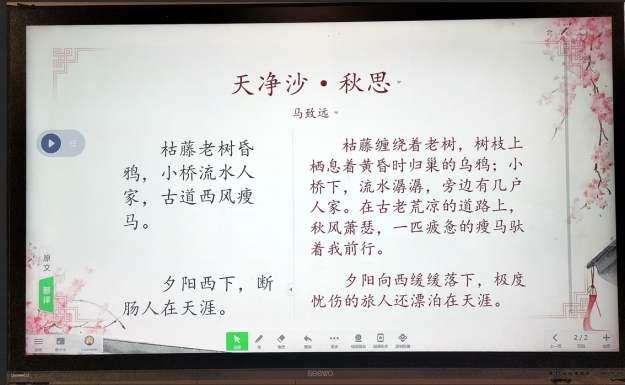 天净沙·秋思
马致远
枯藤老树昏
鸦，小桥流水人
家，古道西风瘦
马。
夕阳西下，断
肠人在天涯。
枯藤缠绕着老树，树枝上
栖息着黄昏时归巢的乌鸦；小
桥下，流水潺潺，旁边有几户
人家。在古老荒凉的道路上，
秋风萧瑟，一匹疲惫的瘦马驮
着我前行。
夕阳向西缓缓落下，极度
忧伤的旅人还漂泊在天涯。
原文
翻译
2/2
seewo